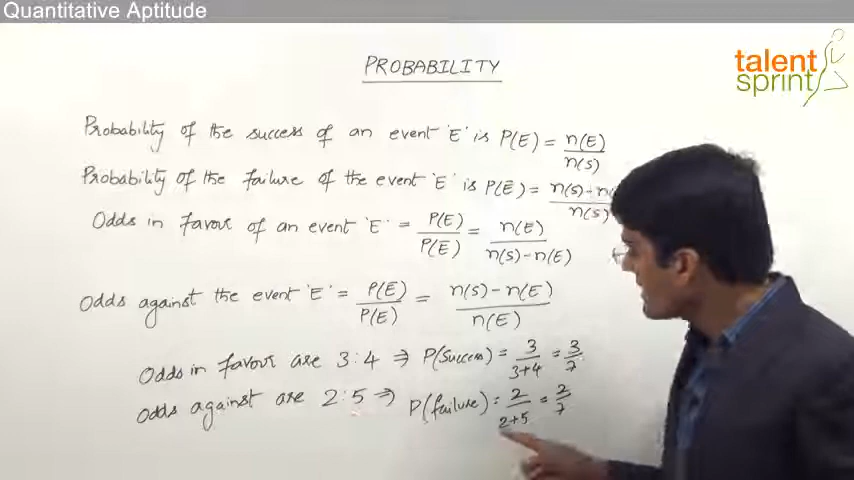 Quantitative Aptitude
talent
sprint
PROBABILITY
Probability of the success of an event 'E' is P(E) = n(E)/n(S)
Probability of the failure of the event 'E' is P(Ē) = n(S) - n(/n(S)
Odds in favour of an event 'E' = P(E)/P(Ē) = n(E)/n(S) - n(E)
Odds against the event 'E' = P(Ē)/P(E) = n(S) - n(E)/n(E)
Odds in favour are 3:4 ⇒ P(Success) = 3/3+4 = 3/7
Odds against are 2:5 ⇒ P(failure) = 2/2+5 = 2/7